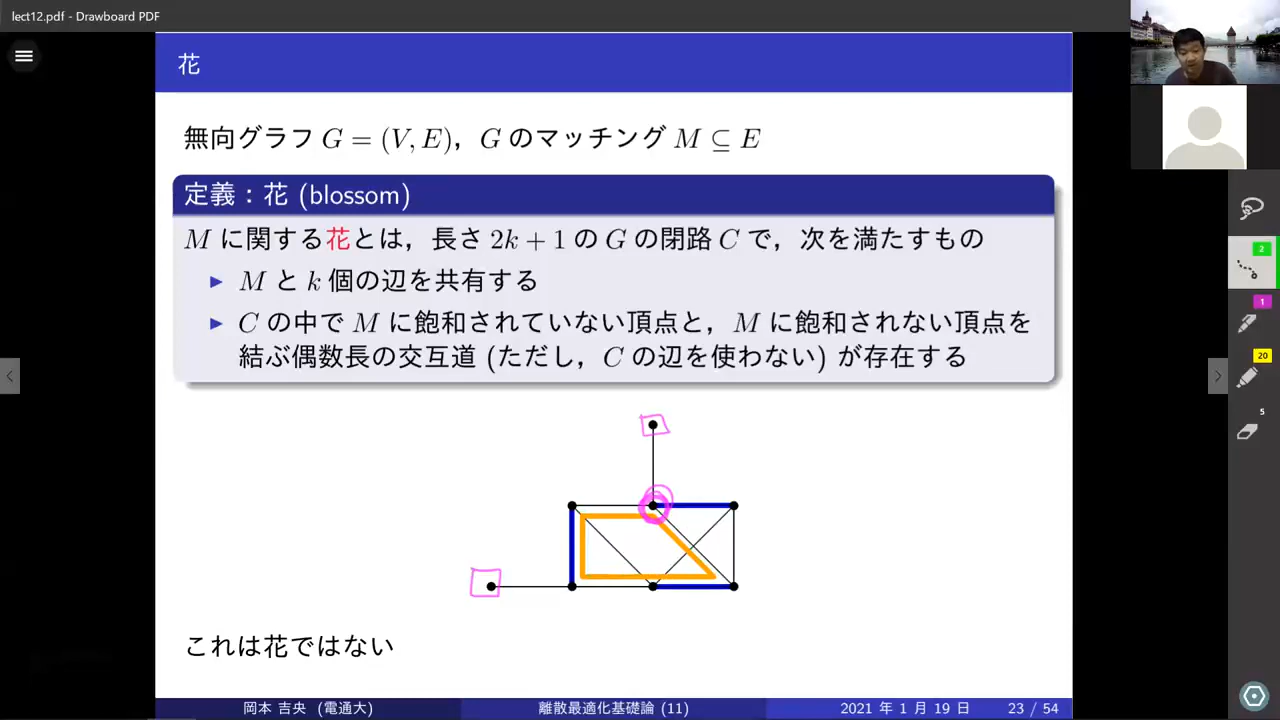 lect12.pdf - Drawboard PDF
花
無向グラフ G = (V, E)，G のマッチング M ⊆ E
定義：花 (blossom)
M に関する花とは，長さ 2k + 1 の G の閉路 C で，次を満たすもの
▶ M と k 個の辺を共有する
▶ C の中で M に飽和されていない頂点と，M に飽和されない頂点を
結ぶ偶数長の交互道 (ただし，C の辺を使わない) が存在する
これは花ではない
岡本 吉央 (電通大) 離散最適化基礎論 (11) 2021 年 1 月 19 日 23 / 54
2
1
20
5